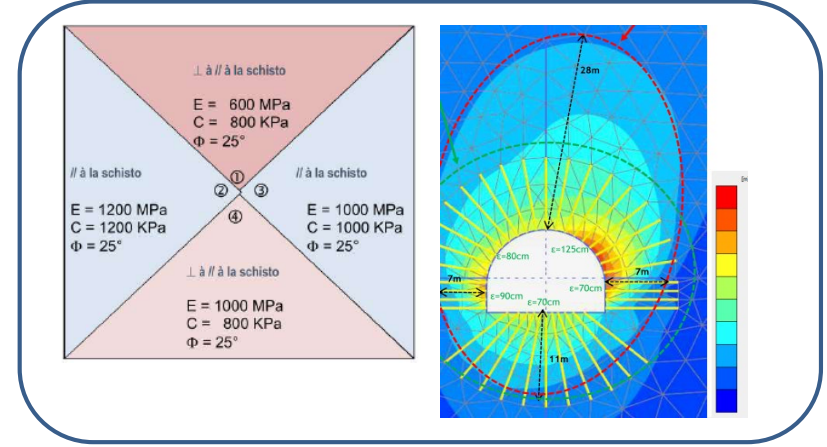 ⊥ à // à la schisto
E = 600 MPa
C = 800 KPa
Φ = 25°
// à la schisto
E = 1200 MPa
C = 1200 KPa
Φ = 25°
①
② ③
④
// à la schisto
E = 1000 MPa
C = 1000 KPa
Φ = 25°
⊥ à // à la schisto
E = 1000 MPa
C = 800 KPa
Φ = 25°
28m
ε=80cm
ε=125cm
7m
7m
ε=90cm
ε=70cm
ε=70cm
11m